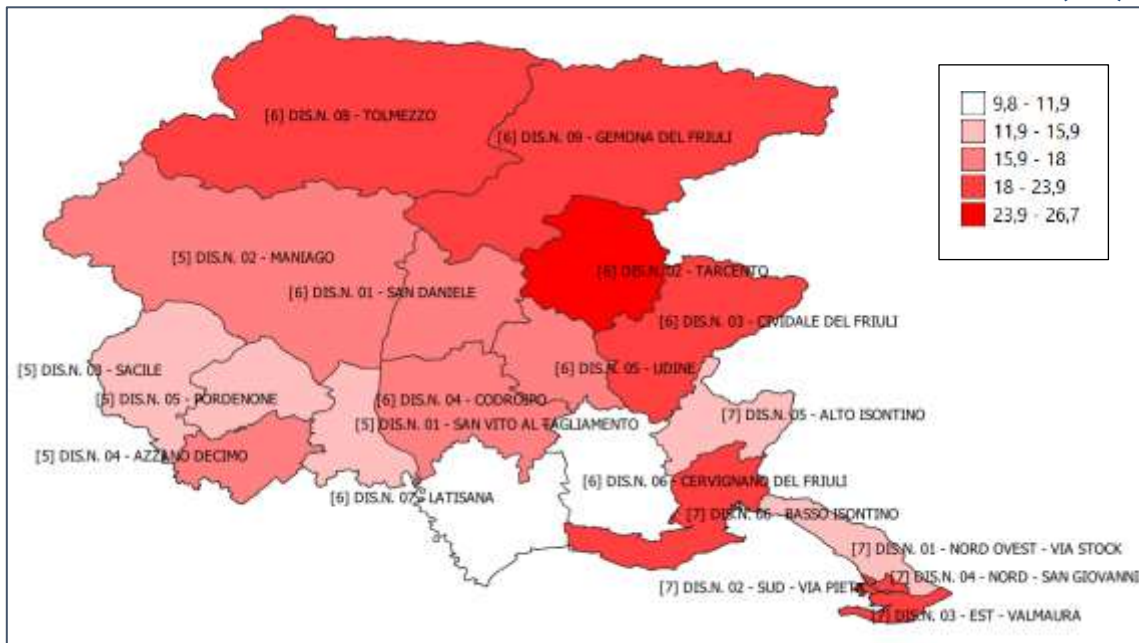 9,8 - 11,9
11,9 - 15,9
15,9 - 18
18 - 23,9
23,9 - 26,7
[6] DIS.N. 08 - TOLMEZZO
[6] DIS.N. 09 - GEMONA DEL FRIULI
[5] DIS.N. 02 - MANIAGO
[6] DIS.N. 02 - TARCENTO
[6] DIS.N. 01 - SAN DANIELE
[6] DIS.N. 03 - CIVIDALE DEL FRIULI
[5] DIS.N. 03 - SACILE
[6] DIS.N. 05 - UDINE
[5] DIS.N. 05 - PORDENONE
[6] DIS.N. 04 - CODROIPO
[7] DIS.N. 05 - ALTO ISONTINO
[5] DIS.N. 01 - SAN VITO AL TAGLIAMENTO
[5] DIS.N. 04 - AZZANO DECIMO
[6] DIS.N. 06 - CERVIGNANO DEL FRIULI
[6] DIS.N. 07 - LATISANA
[7] DIS.N. 06 - BASSO ISONTINO
[7] DIS.N. 01 - NORD OVEST - VIA STOCK
[7] DIS.N. 04 - NORD - SAN GIOVANNI
[7] DIS.N. 02 - SUD - VIA
[7] DIS.N. 03 - EST - VALMAURA